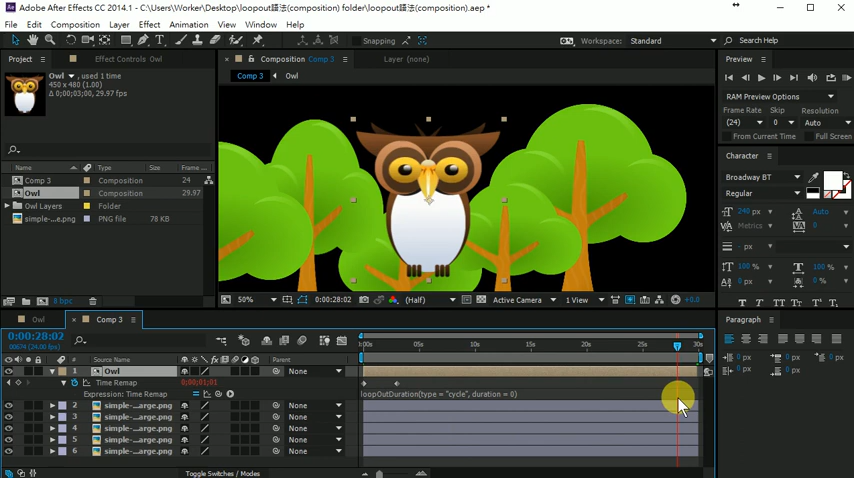 Adobe After Effects CC 2014.1 - C:\Users\Worker\Desktop\loopout語法(composition) folder\loopout語法(composition).aep *
File Edit Composition Layer Effect Animation View Window Help
Snapping Workspace: Standard Search Help
Project Effect Controls Owl
Owl , used 1 time
450 x 480 (1.00)
Δ 0;00;03;00, 29.97 fps
Name Type Size Frame ...
Comp 3 Composition 24
Owl Composition 29.97
Owl Layers Folder
simple-...e.png PNG file 78 KB
8 bpc
Composition Comp 3 Layer (none)
Comp 3 Owl
50% 0:00:28:02 (Half) Active Camera 1 View +0.0
Preview
RAM Preview Options
Frame Rate Skip Resolution
(24) 0 Auto
From Current Time Full Screen
Character
Broadway BT
Regular
240 px Auto
Metrics 0
- px
100 % 100 %
0 px 0 %
T T TT Tr
Paragraph
0 px 0 px 0 px
0 px 0 px
Owl Comp 3
0:00:28:02
00674 (24.00 fps)
# Source Name Parent
:00s 05s 10s 15s 20s 25s 30s
1 Owl None
Time Remap 0;00;01;01
Expression: Time Remap loopOutDuration(type = "cycle", duration = 0)
2 simple-...arge.png None
3 simple-...arge.png None
4 simple-...arge.png None
5 simple-...arge.png None
6 simple-...arge.png None
Toggle Switches / Modes